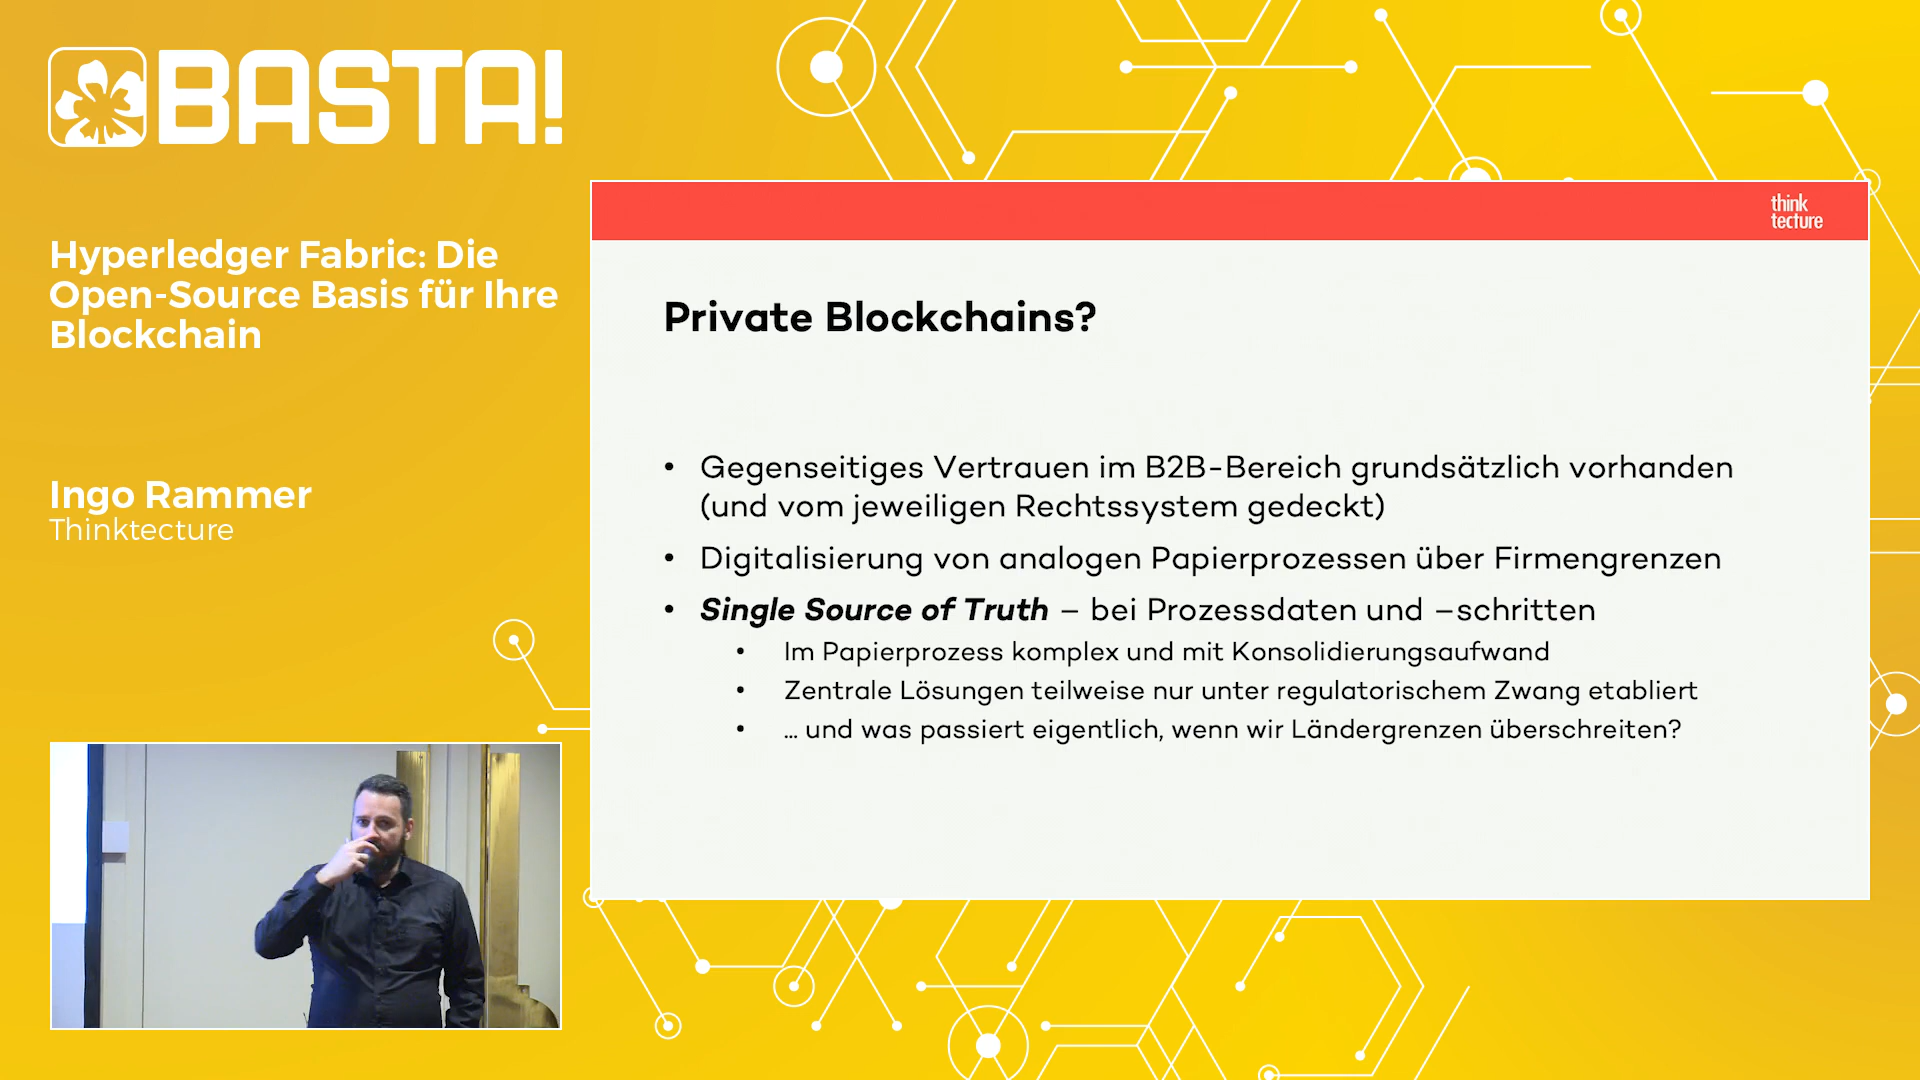 BASTA!
Hyperledger Fabric: Die
Open-Source Basis für Ihre
Blockchain
Ingo Rammer
Thinktecture
think
tecture
Private Blockchains?
• Gegenseitiges Vertrauen im B2B-Bereich grundsätzlich vorhanden
(und vom jeweiligen Rechtssystem gedeckt)
• Digitalisierung von analogen Papierprozessen über Firmengrenzen
• Single Source of Truth – bei Prozessdaten und –schritten
• Im Papierprozess komplex und mit Konsolidierungsaufwand
• Zentrale Lösungen teilweise nur unter regulatorischem Zwang etabliert
• … und was passiert eigentlich, wenn wir Ländergrenzen überschreiten?